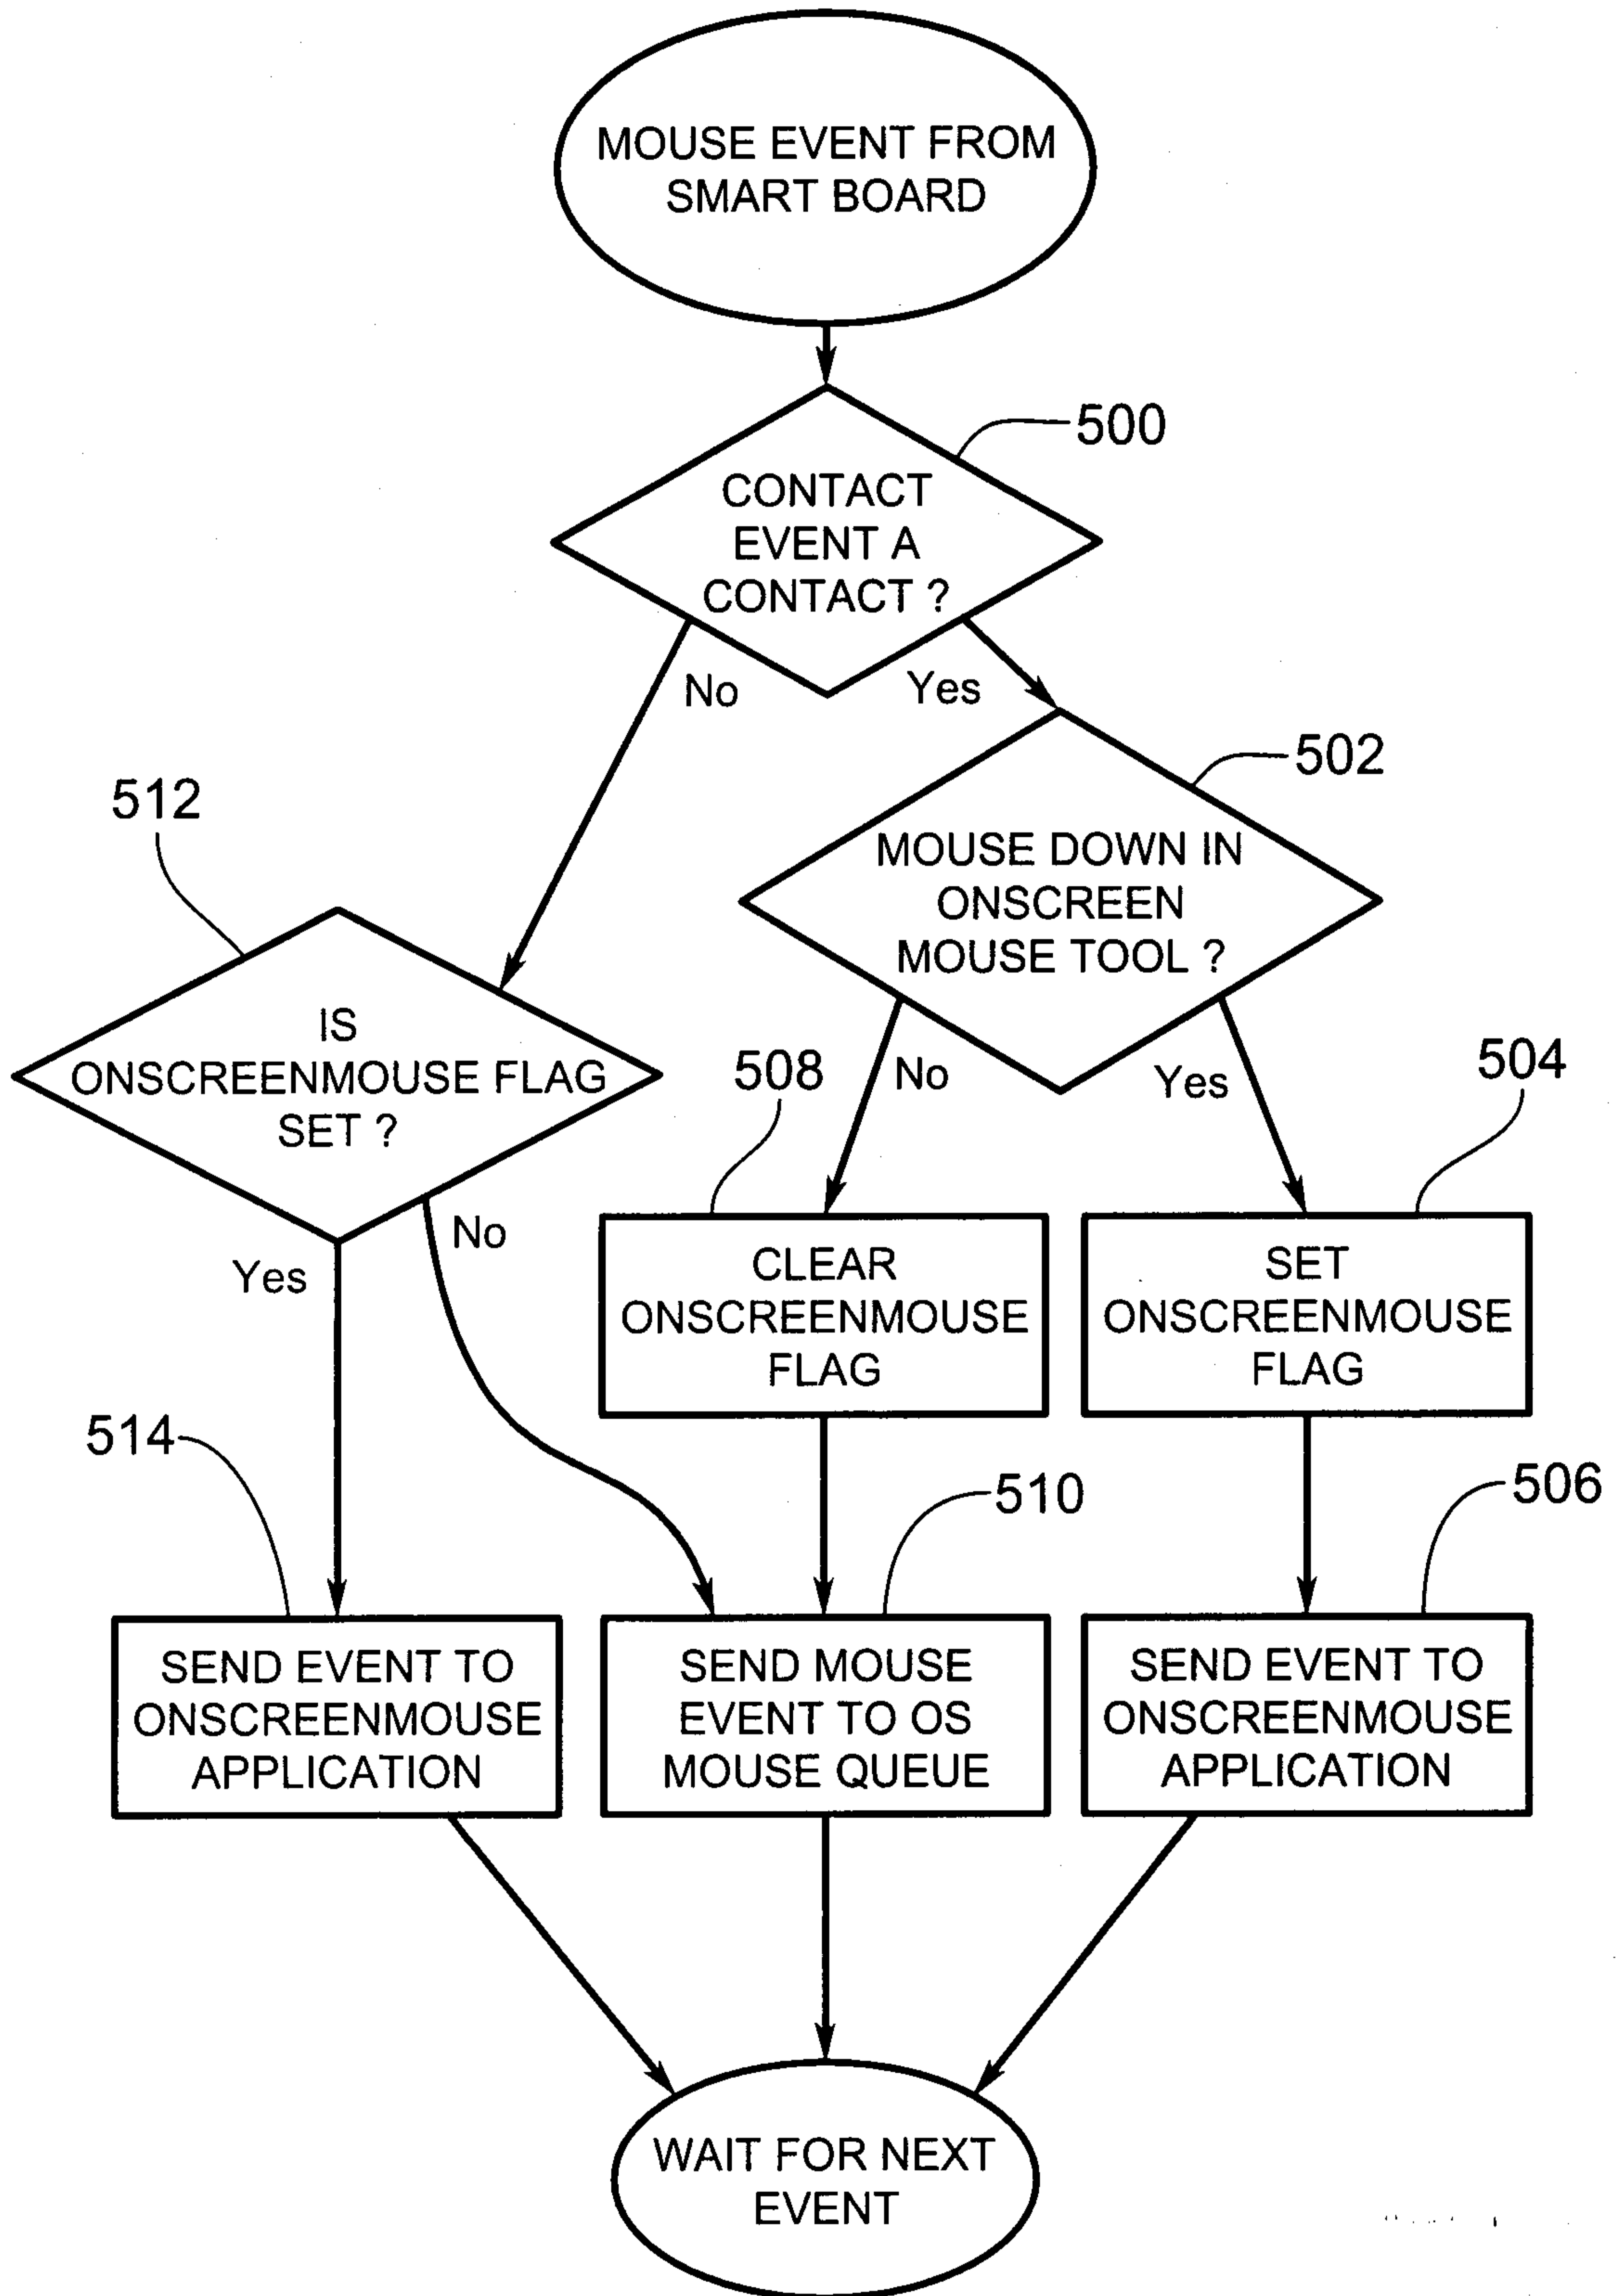 MOUSE EVENT FROM
SMART BOARD
500
CONTACT
EVENT A
CONTACT ?
No
Yes
502
512
MOUSE DOWN IN
ONSCREEN
MOUSE TOOL ?
IS
ONSCREENMOUSE FLAG
SET ?
508
No
Yes
504
Yes
No
CLEAR
ONSCREENMOUSE
FLAG
SET
ONSCREENMOUSE
FLAG
514
510
506
SEND EVENT TO
ONSCREENMOUSE
APPLICATION
SEND MOUSE
EVENT TO OS
MOUSE QUEUE
SEND EVENT TO
ONSCREENMOUSE
APPLICATION
WAIT FOR NEXT
EVENT